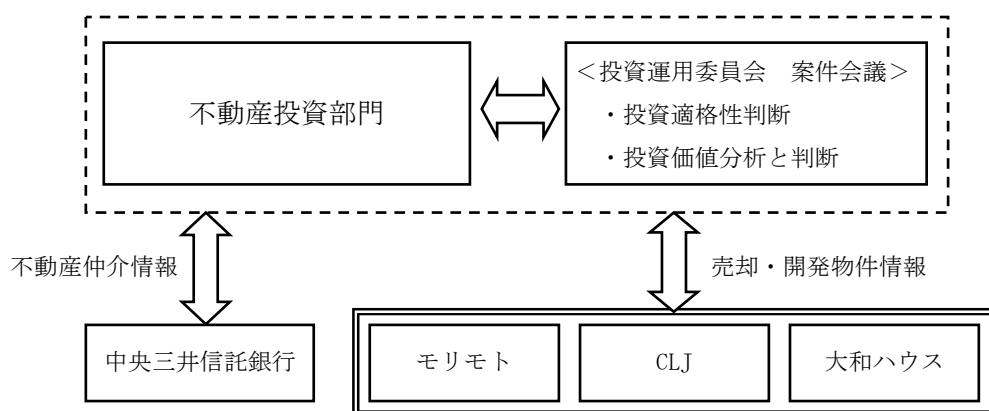 不動産投資部門
<投資運用委員会 案件会議>
・投資適格性判断
・投資価値分析と判断
不動産仲介情報
売却・開発物件情報
中央三井信託銀行
モリモト
CLJ
大和ハウス